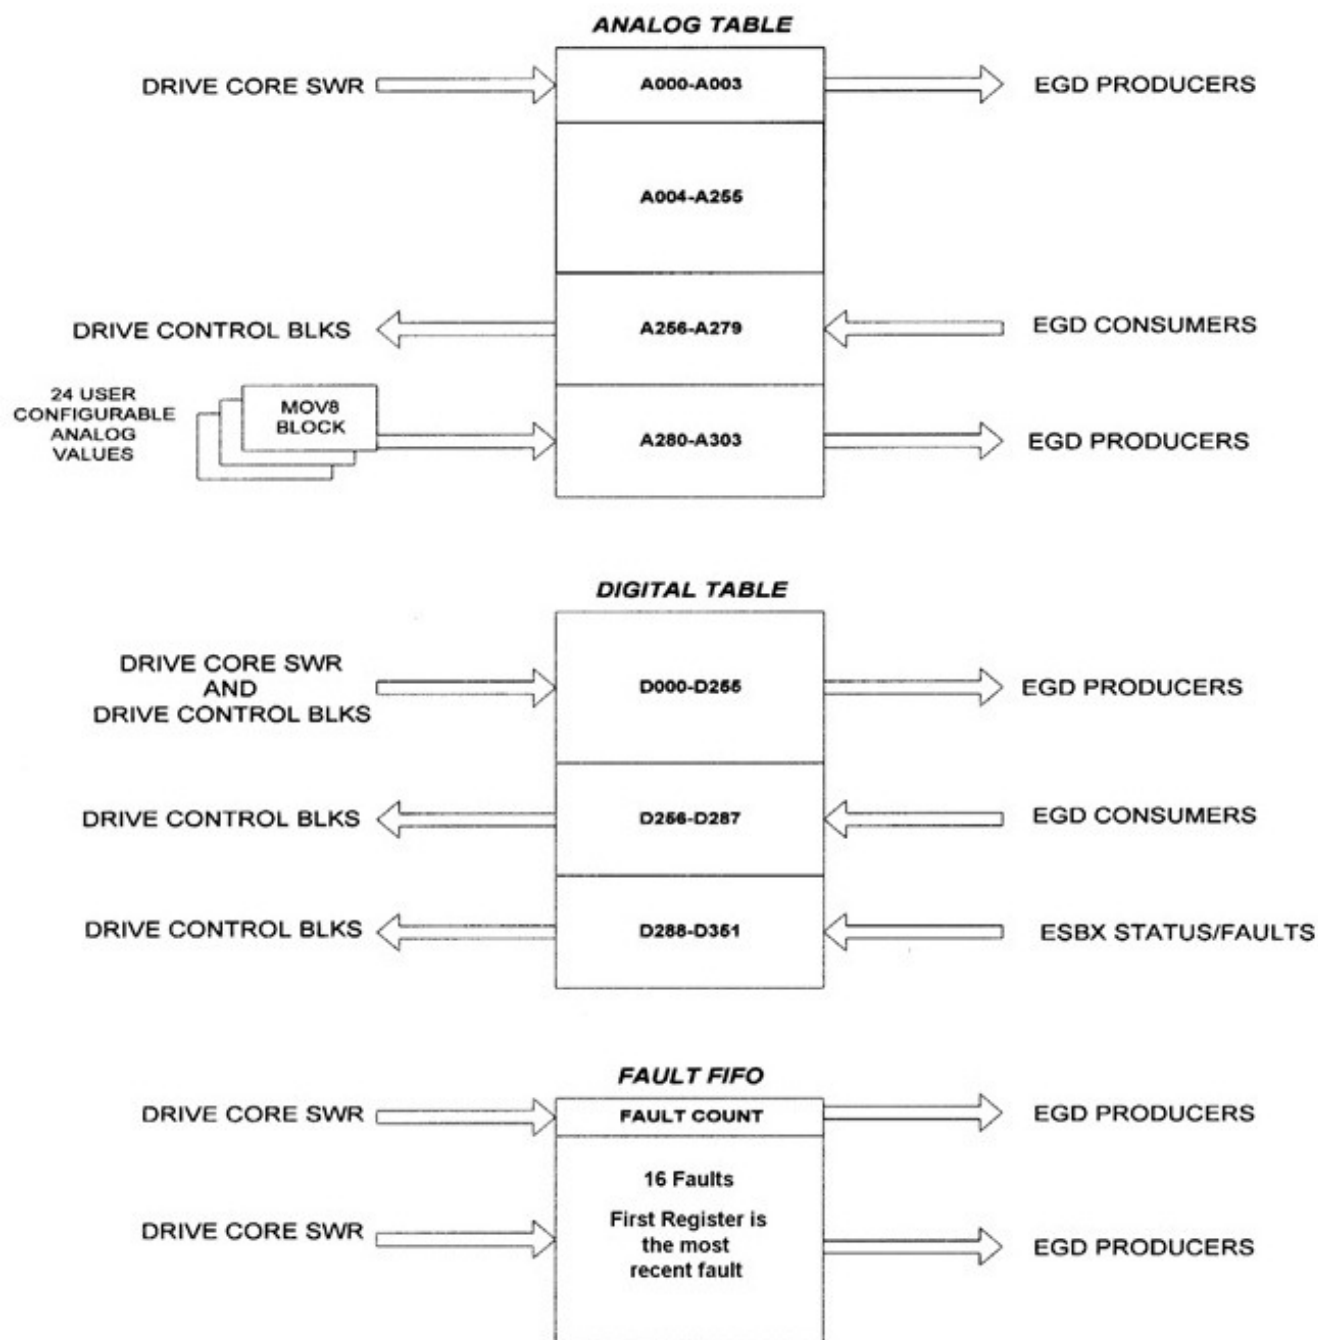 ANALOG TABLE
DRIVE CORE SWR
A000-A003
EGD PRODUCERS
A004-A255
DRIVE CONTROL BLKS
A256-A279
EGD CONSUMERS
24 USER
CONFIGURABLE
ANALOG
VALUES
MOV8
BLOCK
A280-A303
EGD PRODUCERS
DIGITAL TABLE
DRIVE CORE SWR
AND
DRIVE CONTROL BLKS
D000-D255
EGD PRODUCERS
DRIVE CONTROL BLKS
D256-D287
EGD CONSUMERS
DRIVE CONTROL BLKS
D288-D351
ESBX STATUS/FAULTS
FAULT FIFO
DRIVE CORE SWR
FAULT COUNT
EGD PRODUCERS
16 Faults
First Register is
the most
recent fault
DRIVE CORE SWR
EGD PRODUCERS